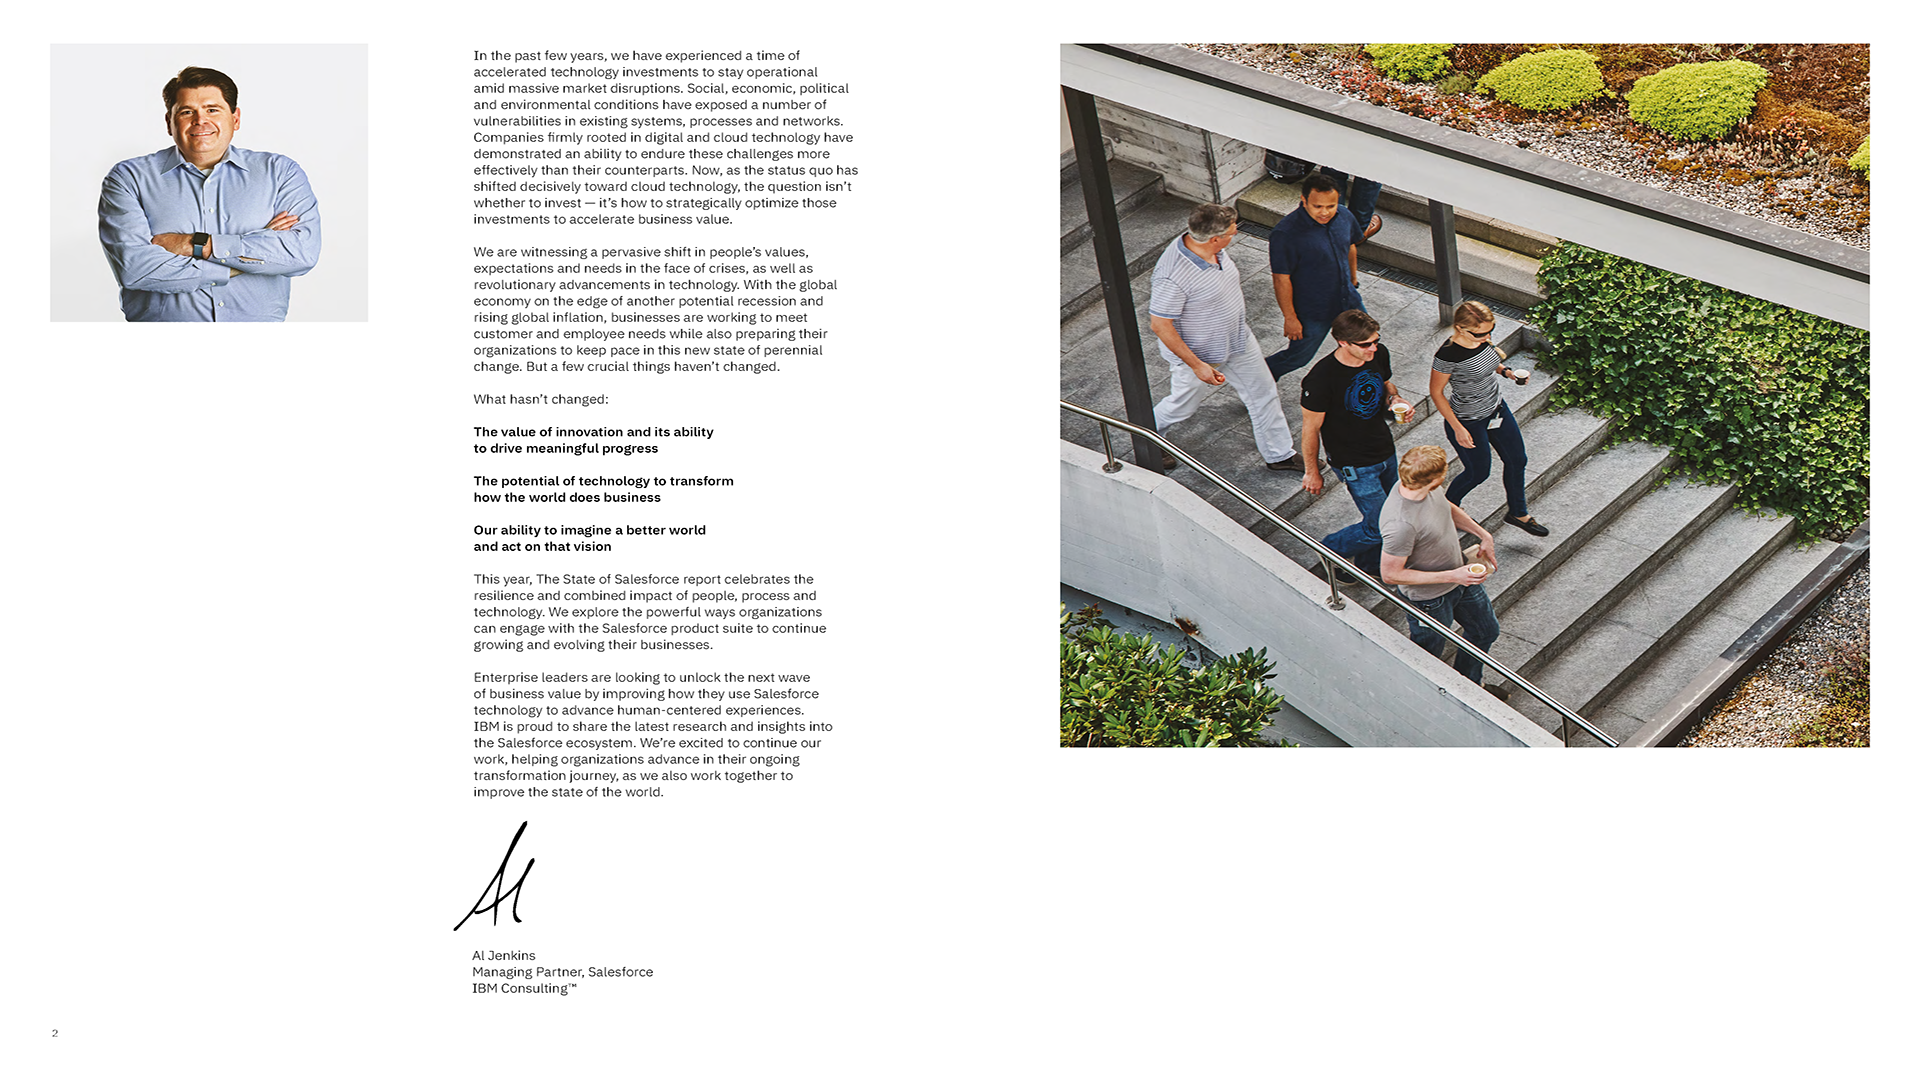 In the past few years, we have experienced a time of
accelerated technology investments to stay operational
amid massive market disruptions. Social, economic, political
and environmental conditions have exposed a number of
vulnerabilities in existing systems, processes and networks.
Companies firmly rooted in digital and cloud technology have
demonstrated an ability to endure these challenges more
effectively than their counterparts. Now, as the status quo has
shifted decisively toward cloud technology, the question isn’t
whether to invest — it’s how to strategically optimize those
investments to accelerate business value.
We are witnessing a pervasive shift in people’s values,
expectations and needs in the face of crises, as well as
revolutionary advancements in technology. With the global
economy on the edge of another potential recession and
rising global inflation, businesses are working to meet
customer and employee needs while also preparing their
organizations to keep pace in this new state of perennial
change. But a few crucial things haven’t changed.
What hasn’t changed:
The value of innovation and its ability
to drive meaningful progress
The potential of technology to transform
how the world does business
Our ability to imagine a better world
and act on that vision
This year, The State of Salesforce report celebrates the
resilience and combined impact of people, process and
technology. We explore the powerful ways organizations
can engage with the Salesforce product suite to continue
growing and evolving their businesses.
Enterprise leaders are looking to unlock the next wave
of business value by improving how they use Salesforce
technology to advance human-centered experiences.
IBM is proud to share the latest research and insights into
the Salesforce ecosystem. We’re excited to continue our
work, helping organizations advance in their ongoing
transformation journey, as we also work together to
improve the state of the world.
Al
Al Jenkins
Managing Partner, Salesforce
IBM Consulting™
2